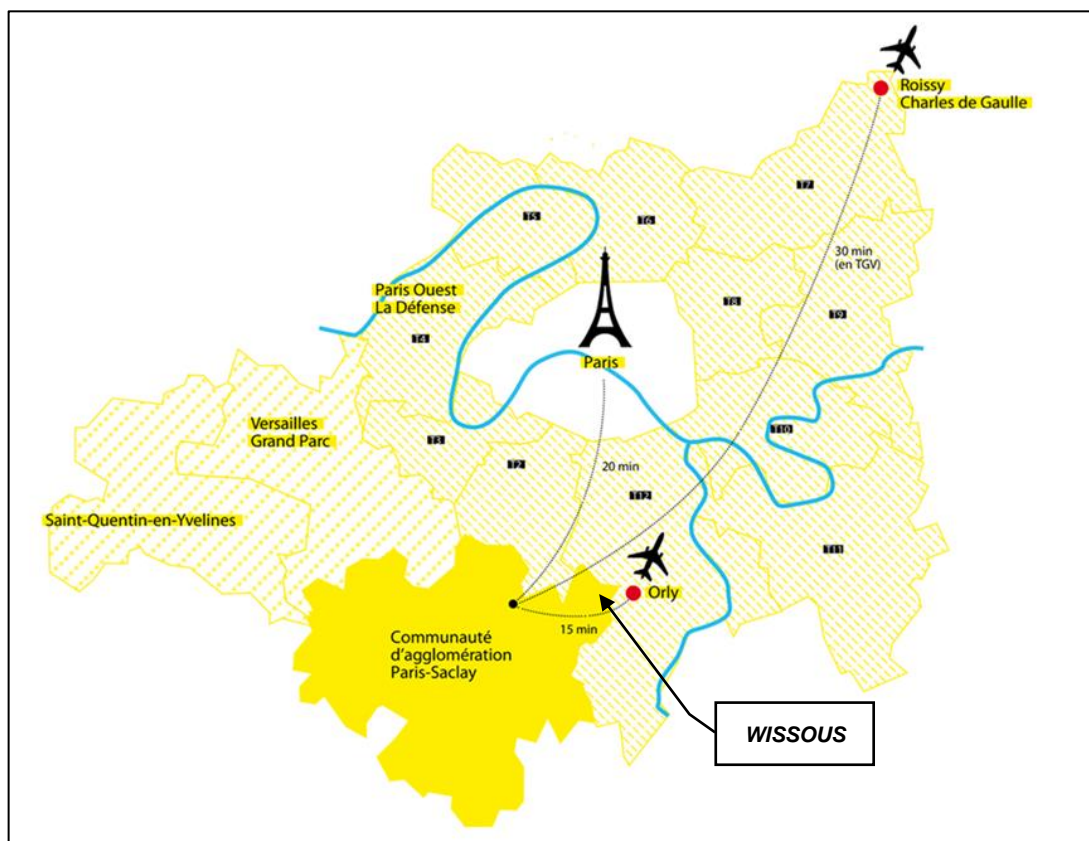 Roissy
Charles de Gaulle
T7
T5
T6
30 min
(en TGV)
Paris Ouest
La Défense
T8
T9
T4
Paris
Versailles
Grand Parc
T3
T2
T10
20 min
T12
Saint-Quentin-en-Yvelines
T11
Orly
15 min
Communauté
d'agglomération
Paris-Saclay
WISSOUS